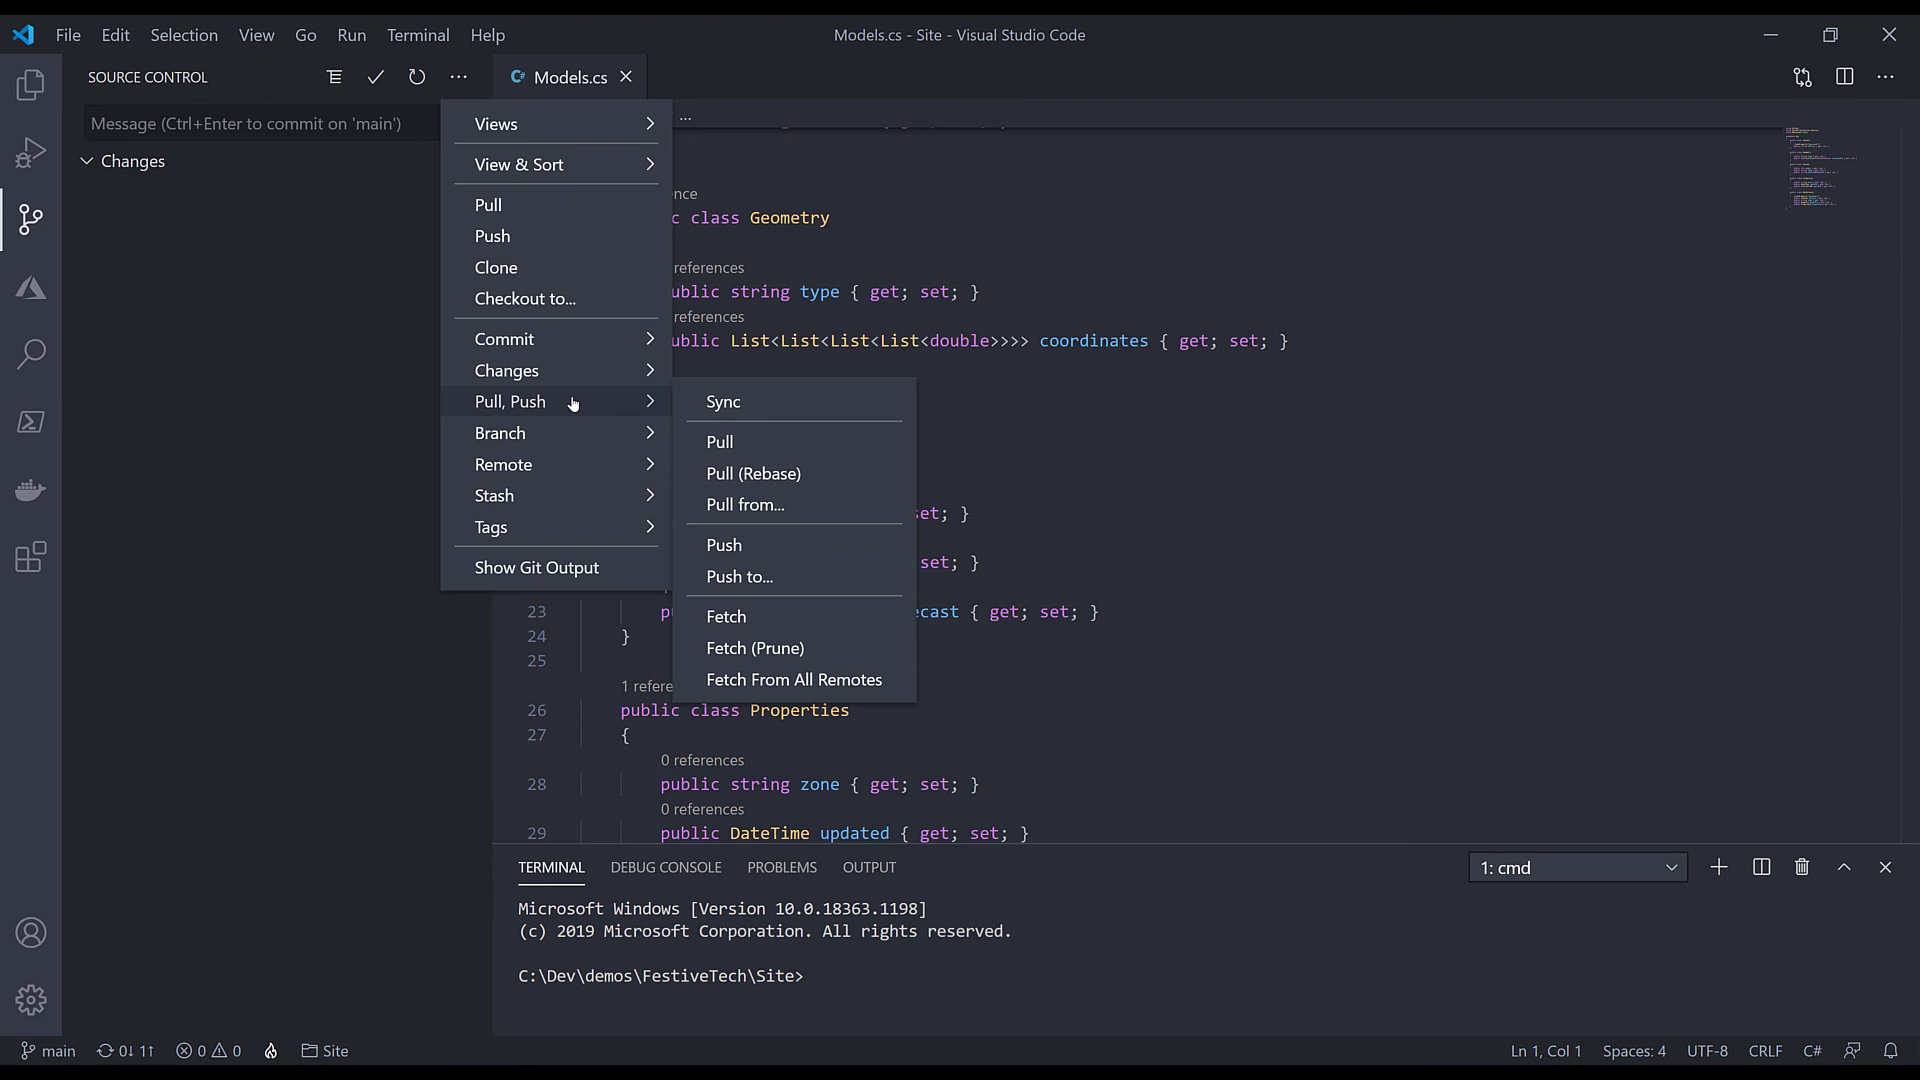 File Edit Selection View Go Run Terminal Help
Models.cs - Site - Visual Studio Code
SOURCE CONTROL
Models.cs
Message (Ctrl+Enter to commit on 'main')
Changes
Views
View & Sort
Pull
Push
Clone
Checkout to...
Commit
Changes
Pull, Push
Branch
Remote
Stash
Tags
Show Git Output
Sync
Pull
Pull (Rebase)
Pull from...
Push
Push to...
Fetch
Fetch (Prune)
Fetch From All Remotes
...
nce
c class Geometry
references
ublic string type { get; set; }
references
ublic List<List<List<List<double>>>> coordinates { get; set; }
set; }
set; }
23 p ecast { get; set; }
24 }
25
1 refere
26 public class Properties
27 {
0 references
28 public string zone { get; set; }
0 references
29 public DateTime updated { get; set; }
TERMINAL DEBUG CONSOLE PROBLEMS OUTPUT
1: cmd
Microsoft Windows [Version 10.0.18363.1198]
(c) 2019 Microsoft Corporation. All rights reserved.
C:\Dev\demos\FestiveTech\Site>
main 0↓ 1↑ 0 0 Site
Ln 1, Col 1 Spaces: 4 UTF-8 CRLF C#